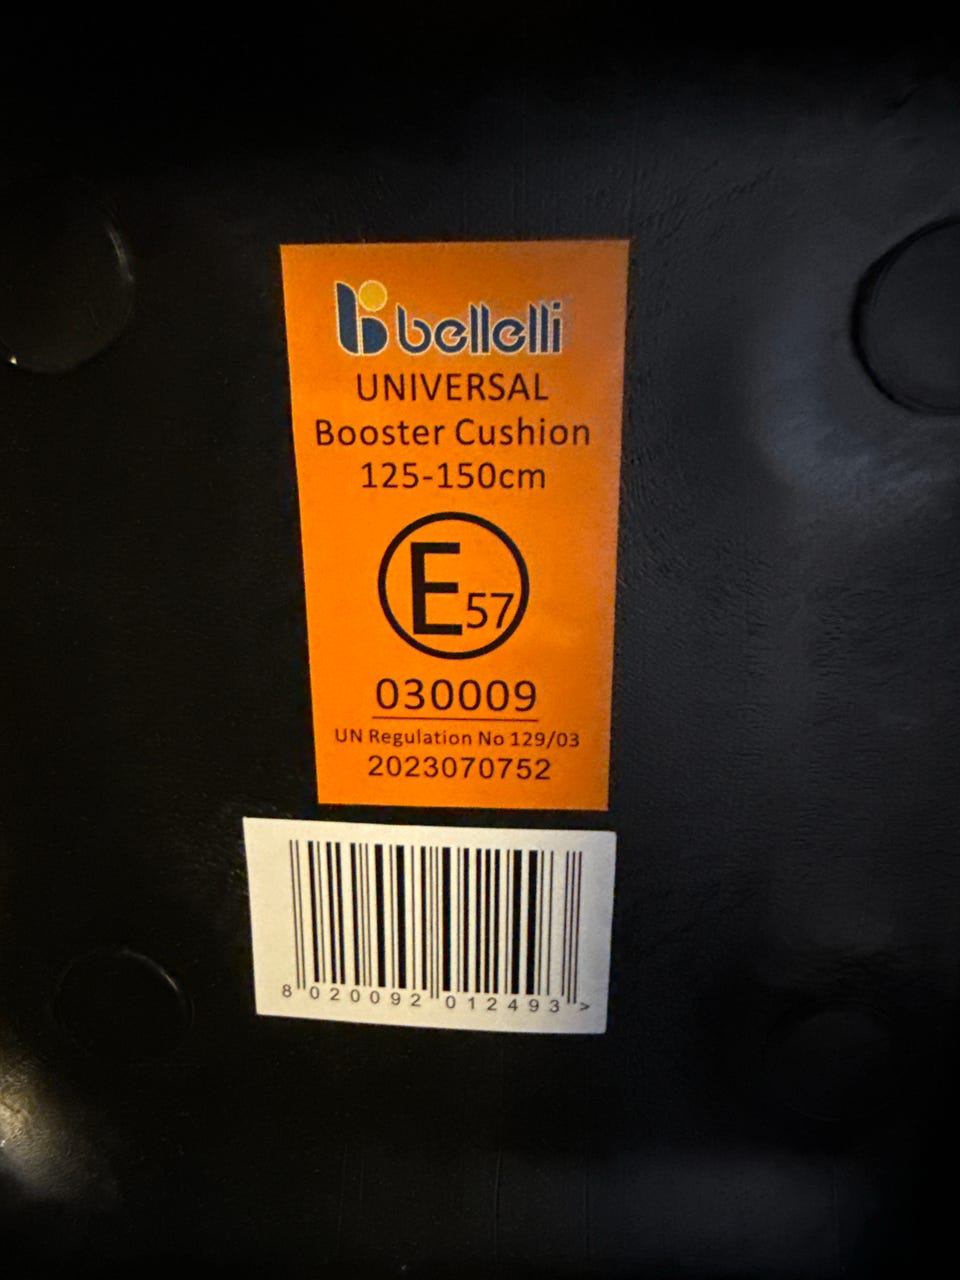 bellelli
UNIVERSAL
Booster Cushion
125-150cm
E57
030009
UN Regulation No 129/03
2023070752
8 020092 012493 >